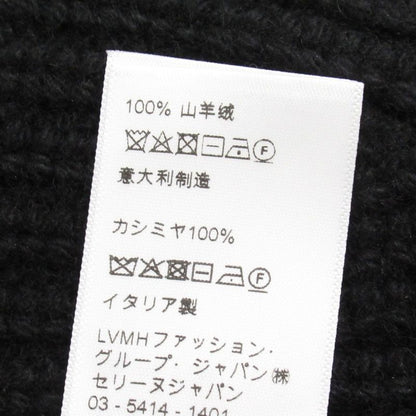 100% 山羊绒
F
意大利制造
カシミヤ100%
F
イタリア製
LVMHファッション・
グループ・ジャパン㈱
セリーヌジャパン
03 - 5414 - 1401